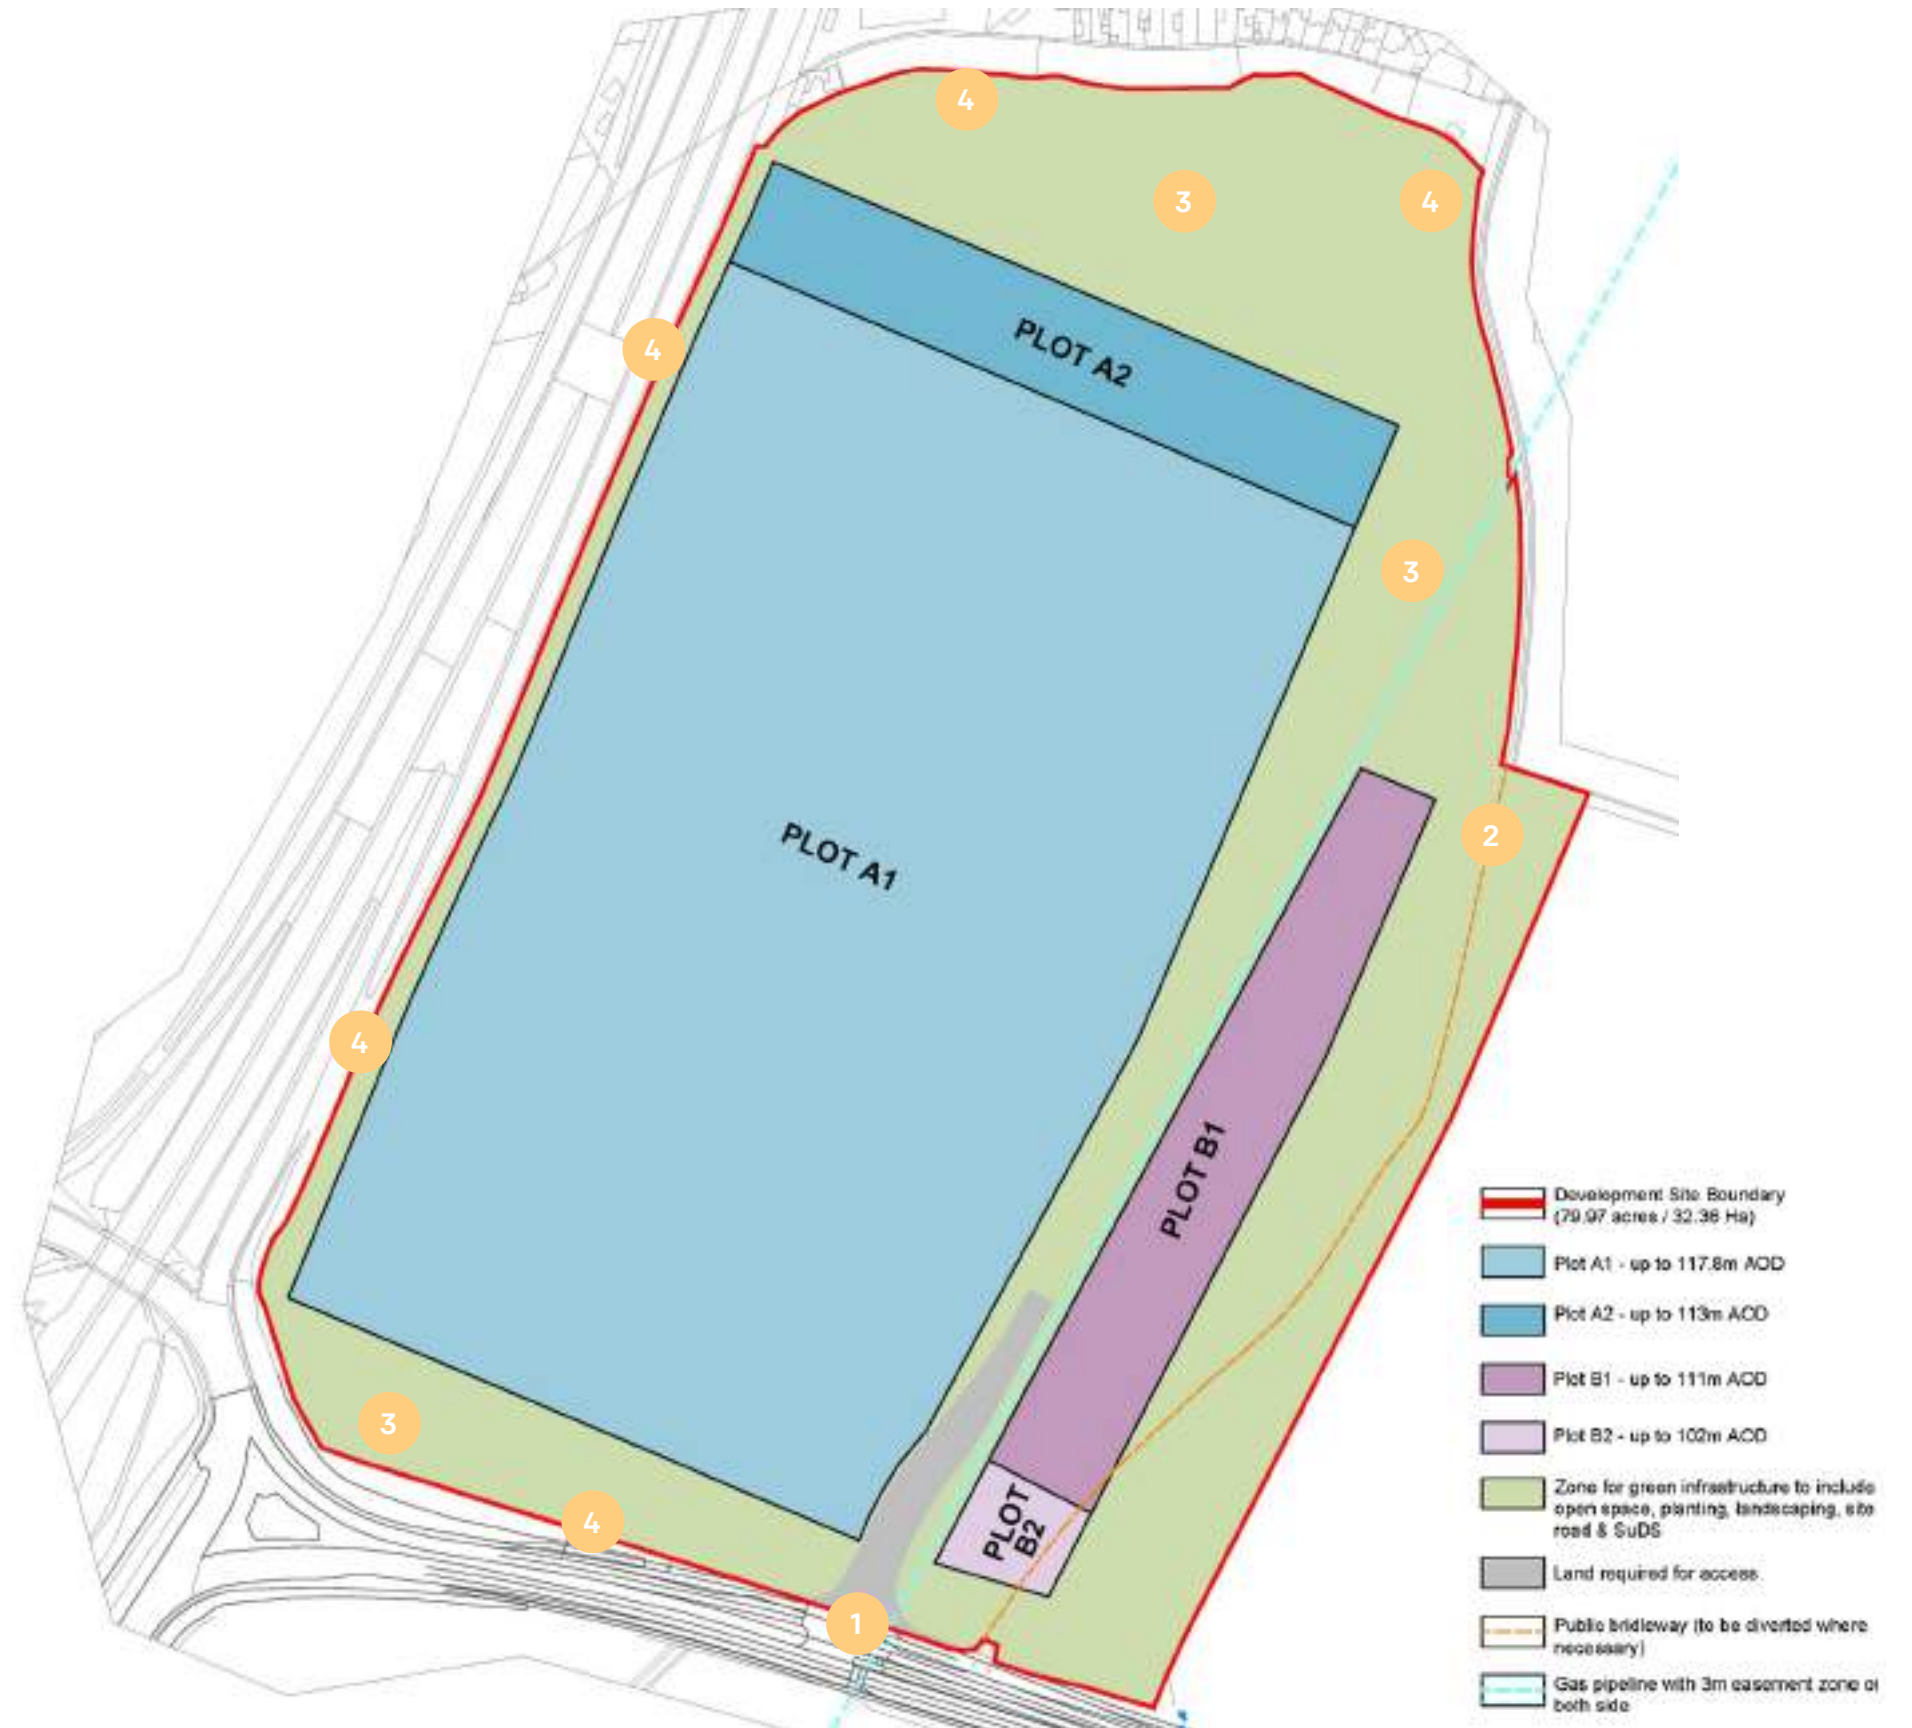 4
3
4
4
PLOT A2
3
2
PLOT A1
4
PLOT B1
3
4
PLOT
B2
1
Development Site Boundary
(79.97 acres / 32.36 Ha)
Plot A1 - up to 117.8m AOD
Plot A2 - up to 113m AOD
Plot B1 - up to 111m AOD
Plot B2 - up to 102m AOD
Zone for green infrastructure to include
open space, planting, landscaping, site
road & SuDS
Land required for access
Public bridleway (to be diverted where
necessary)
Gas pipeline with 3m easement zone o
both side